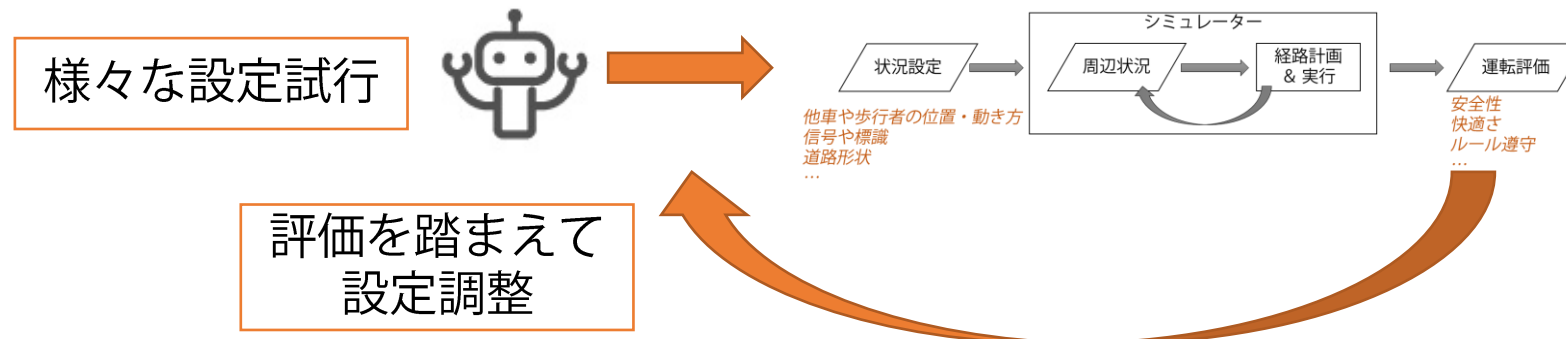 様々な設定試行
シミュレーター
状況設定
周辺状況
経路計画
& 実行
運転評価
他車や歩行者の位置・動き方
信号や標識
道路形状
…
安全性
快適さ
ルール遵守
…
評価を踏まえて
設定調整